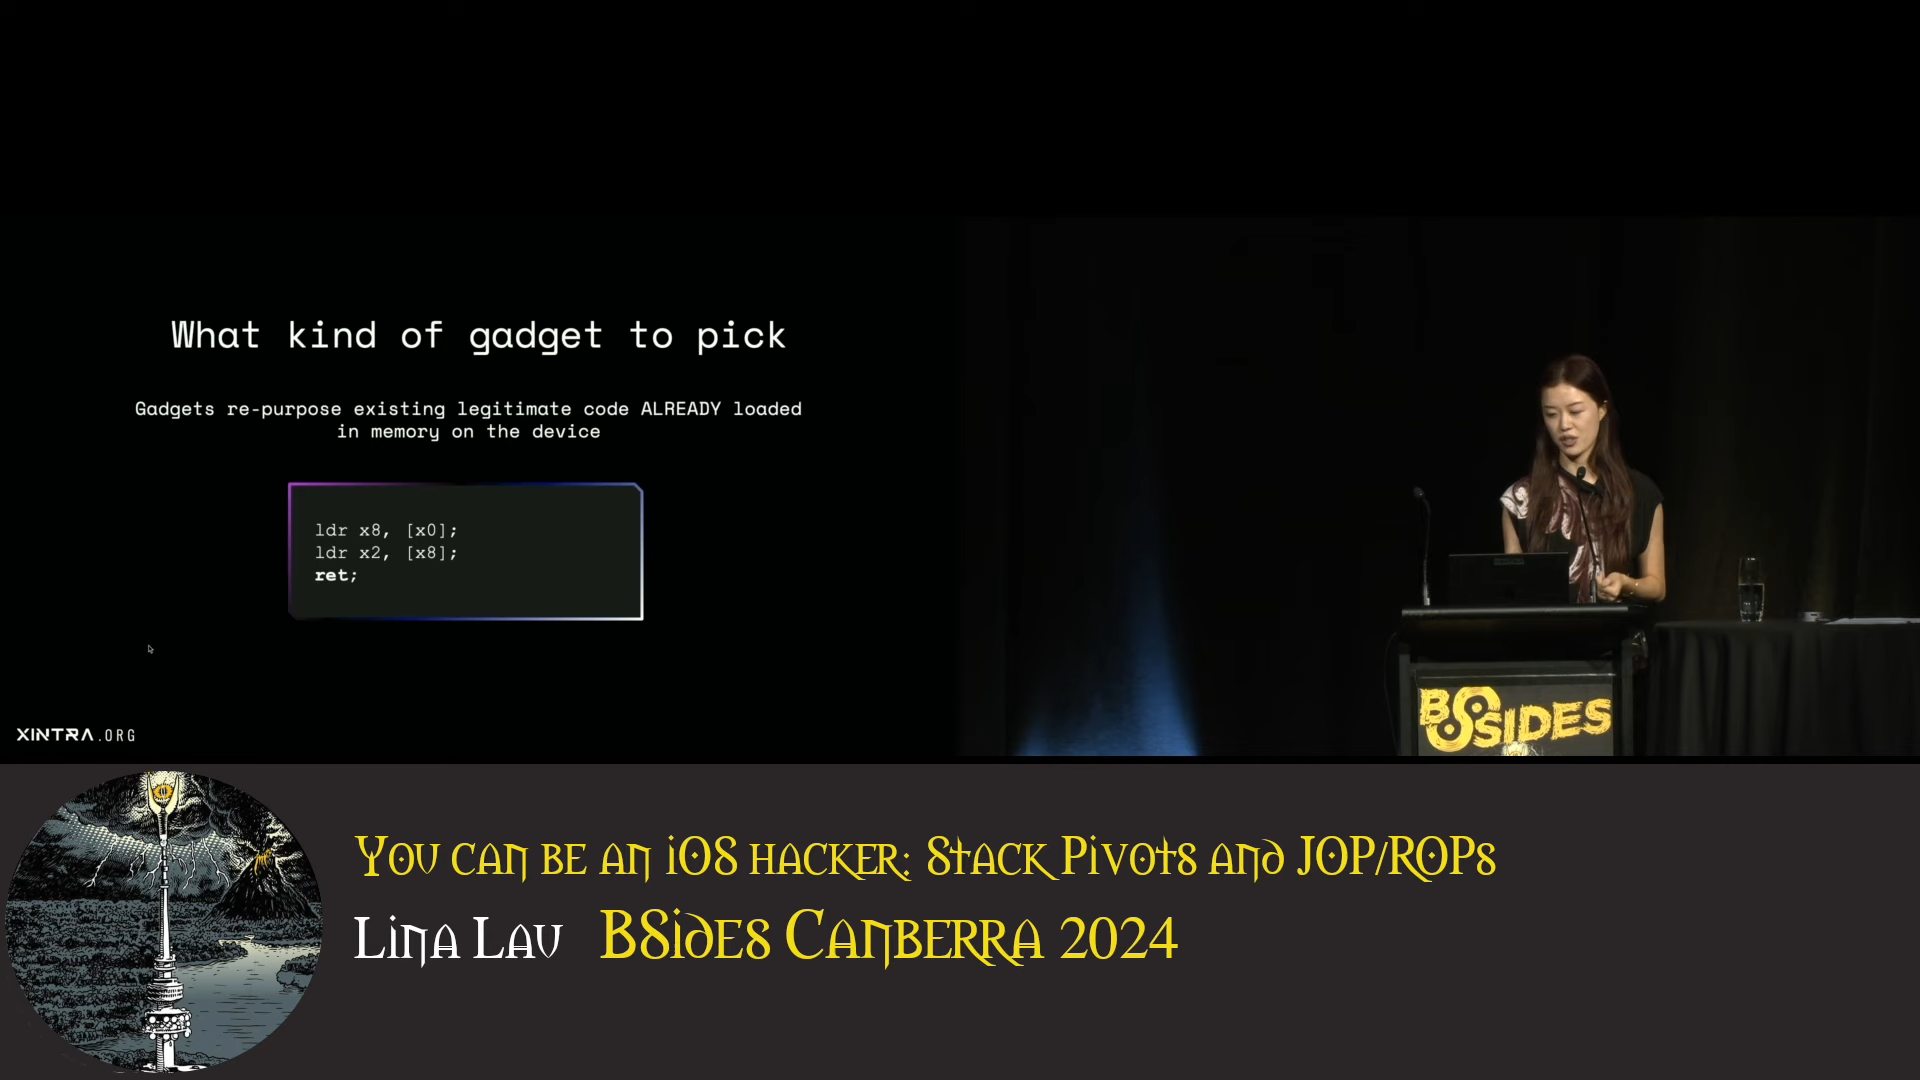 What kind of gadget to pick
Gadgets re-purpose existing legitimate code ALREADY loaded
in memory on the device
ldr x8, [x0];
ldr x2, [x8];
ret;
XINTRA.ORG
BSIDES
You can be an iOS hacker: Stack Pivots and JOP/ROPs
Lina Lau BSides Canberra 2024